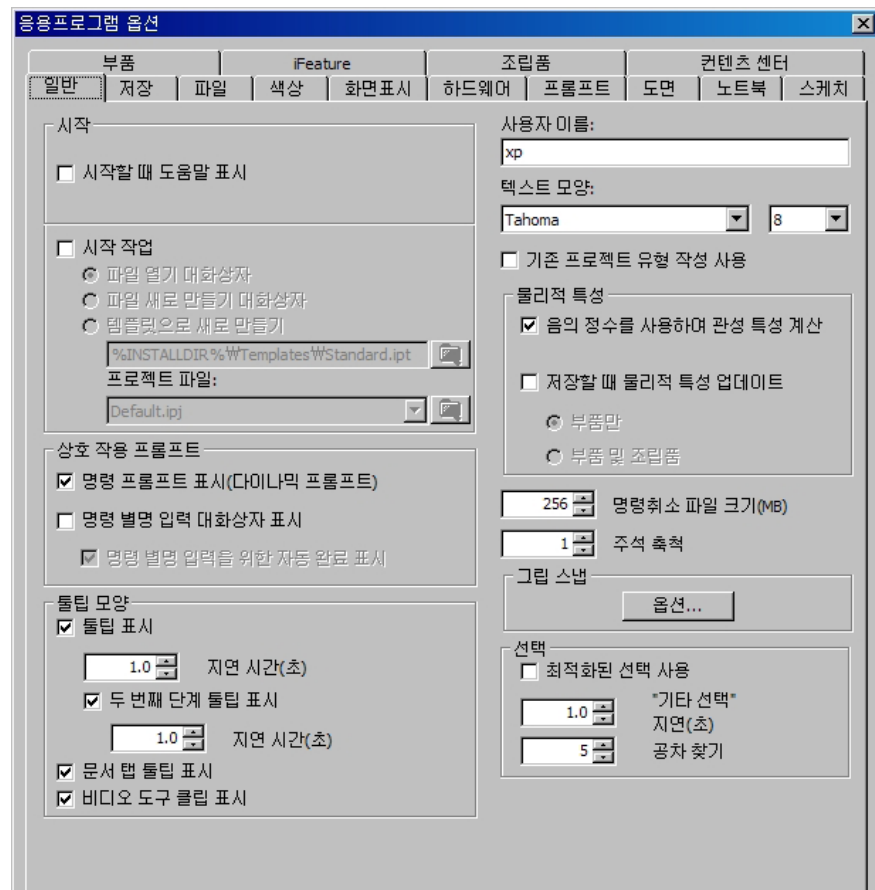 응용프로그램 옵션
부품 iFeature 조립품 컨텐츠 센터
일반 저장 파일 색상 화면표시 하드웨어 프롬프트 도면 노트북 스케치
시작
시작할 때 도움말 표시
시작 작업
파일 열기 대화상자
파일 새로 만들기 대화상자
템플릿으로 새로 만들기
%INSTALLDIR%₩Templates₩Standard.ipt
프로젝트 파일:
Default.ipj
상호 작용 프롬프트
명령 프롬프트 표시(다이나믹 프롬프트)
명령 별명 입력 대화상자 표시
명령 별명 입력을 위한 자동 완료 표시
툴팁 모양
툴팁 표시
1.0 지연 시간(초)
두 번째 단계 툴팁 표시
1.0 지연 시간(초)
문서 탭 툴팁 표시
비디오 도구 클립 표시
사용자 이름:
xp
텍스트 모양:
Tahoma 8
기존 프로젝트 유형 작성 사용
물리적 특성
음의 정수를 사용하여 관성 특성 계산
저장할 때 물리적 특성 업데이트
부품만
부품 및 조립품
256 명령취소 파일 크기(MB)
1 주석 축척
그립 스냅
옵션...
선택
최적화된 선택 사용
1.0 "기타 선택"
지연(초)
5 공차 찾기